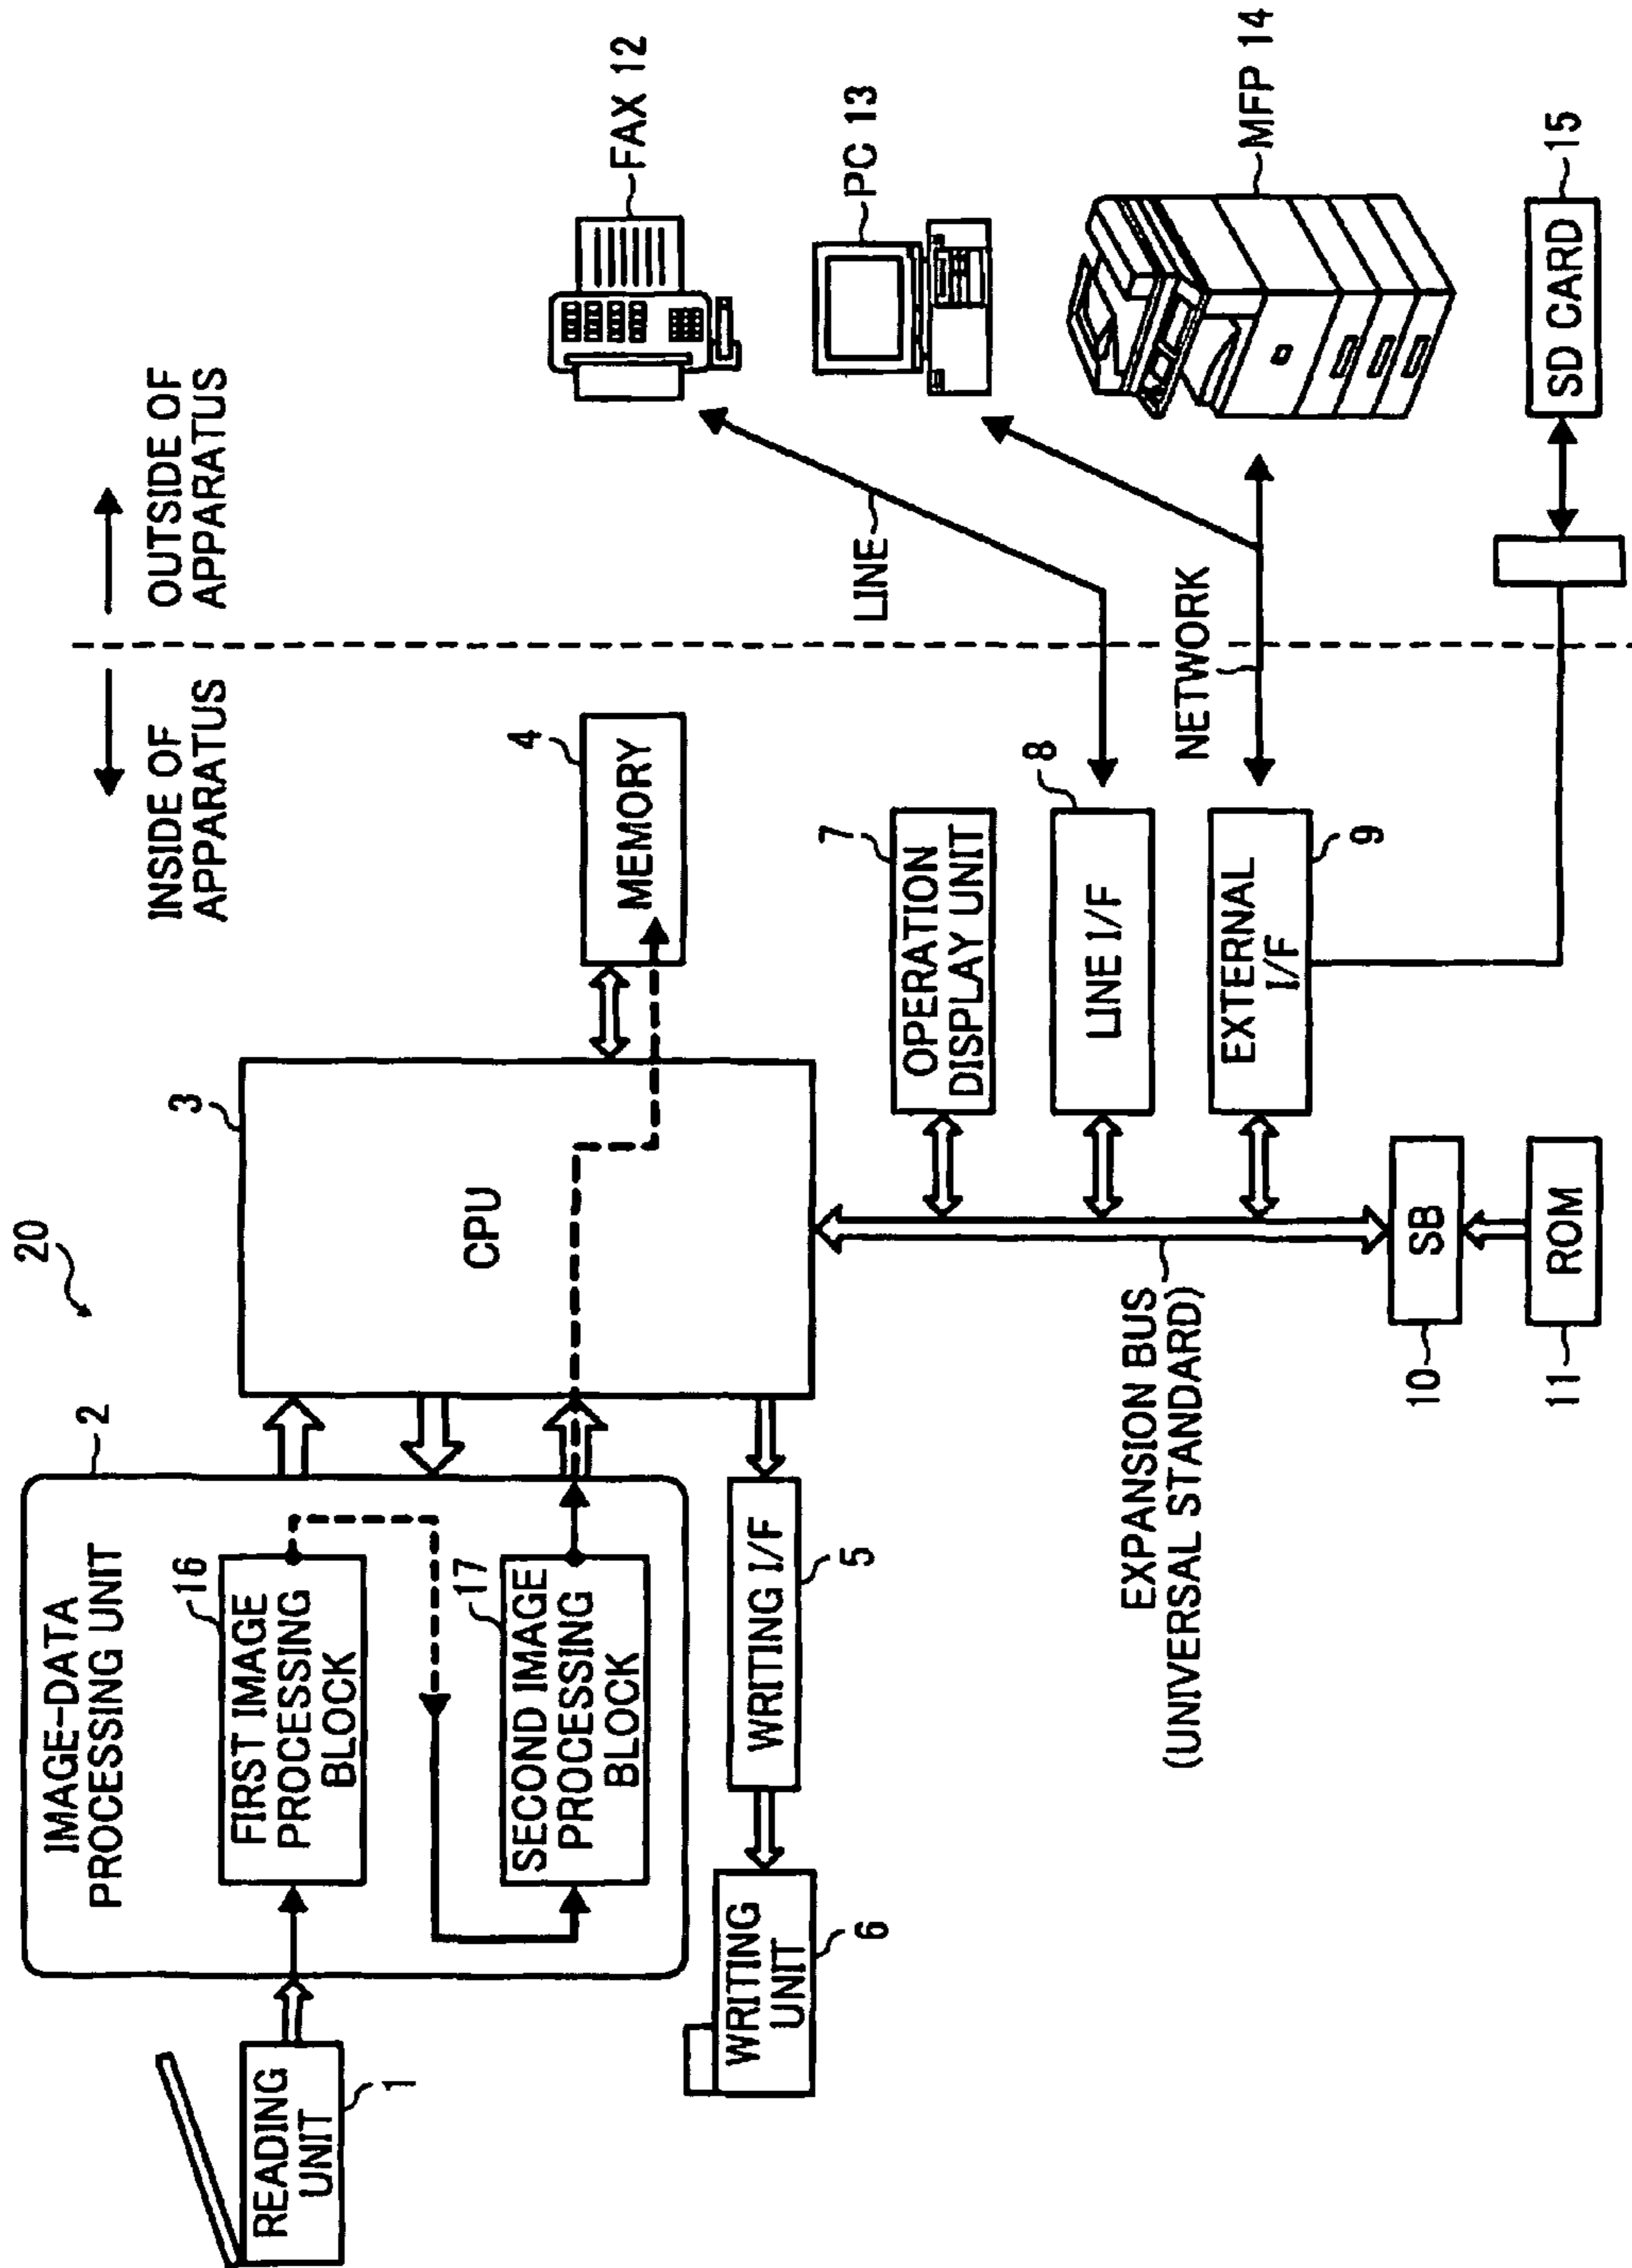 20
INSIDE OF
APPARATUS
OUTSIDE OF
APPARATUS
IMAGE-DATA
PROCESSING UNIT
2
3
CPU
4
MEMORY
READING
UNIT
1
16
FIRST IMAGE
PROCESSING
BLOCK
17
SECOND IMAGE
PROCESSING
BLOCK
WRITING
UNIT
6
WRITING I/F
5
EXPANSION BUS
(UNIVERSAL STANDARD)
7
OPERATION
DISPLAY UNIT
8
LINE I/F
EXTERNAL
I/F
9
10
SB
11
ROM
LINE
NETWORK
FAX 12
PC 13
MFP 14
SD CARD
15